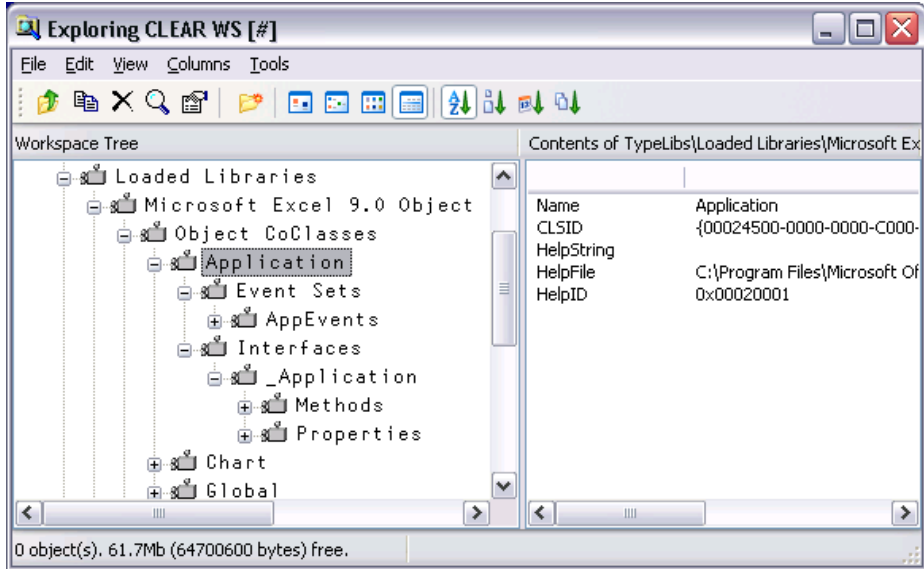 Exploring CLEAR WS [#]
File Edit View Columns Tools
Workspace Tree
Contents of TypeLibs\Loaded Libraries\Microsoft Ex
Loaded Libraries
Microsoft Excel 9.0 Object
Object CoClasses
Application
Event Sets
AppEvents
Interfaces
_Application
Methods
Properties
Chart
Global
Name Application
CLSID {00024500-0000-0000-C000-
HelpString
HelpFile C:\Program Files\Microsoft Of
HelpID 0x00020001
0 object(s). 61.7Mb (64700600 bytes) free.